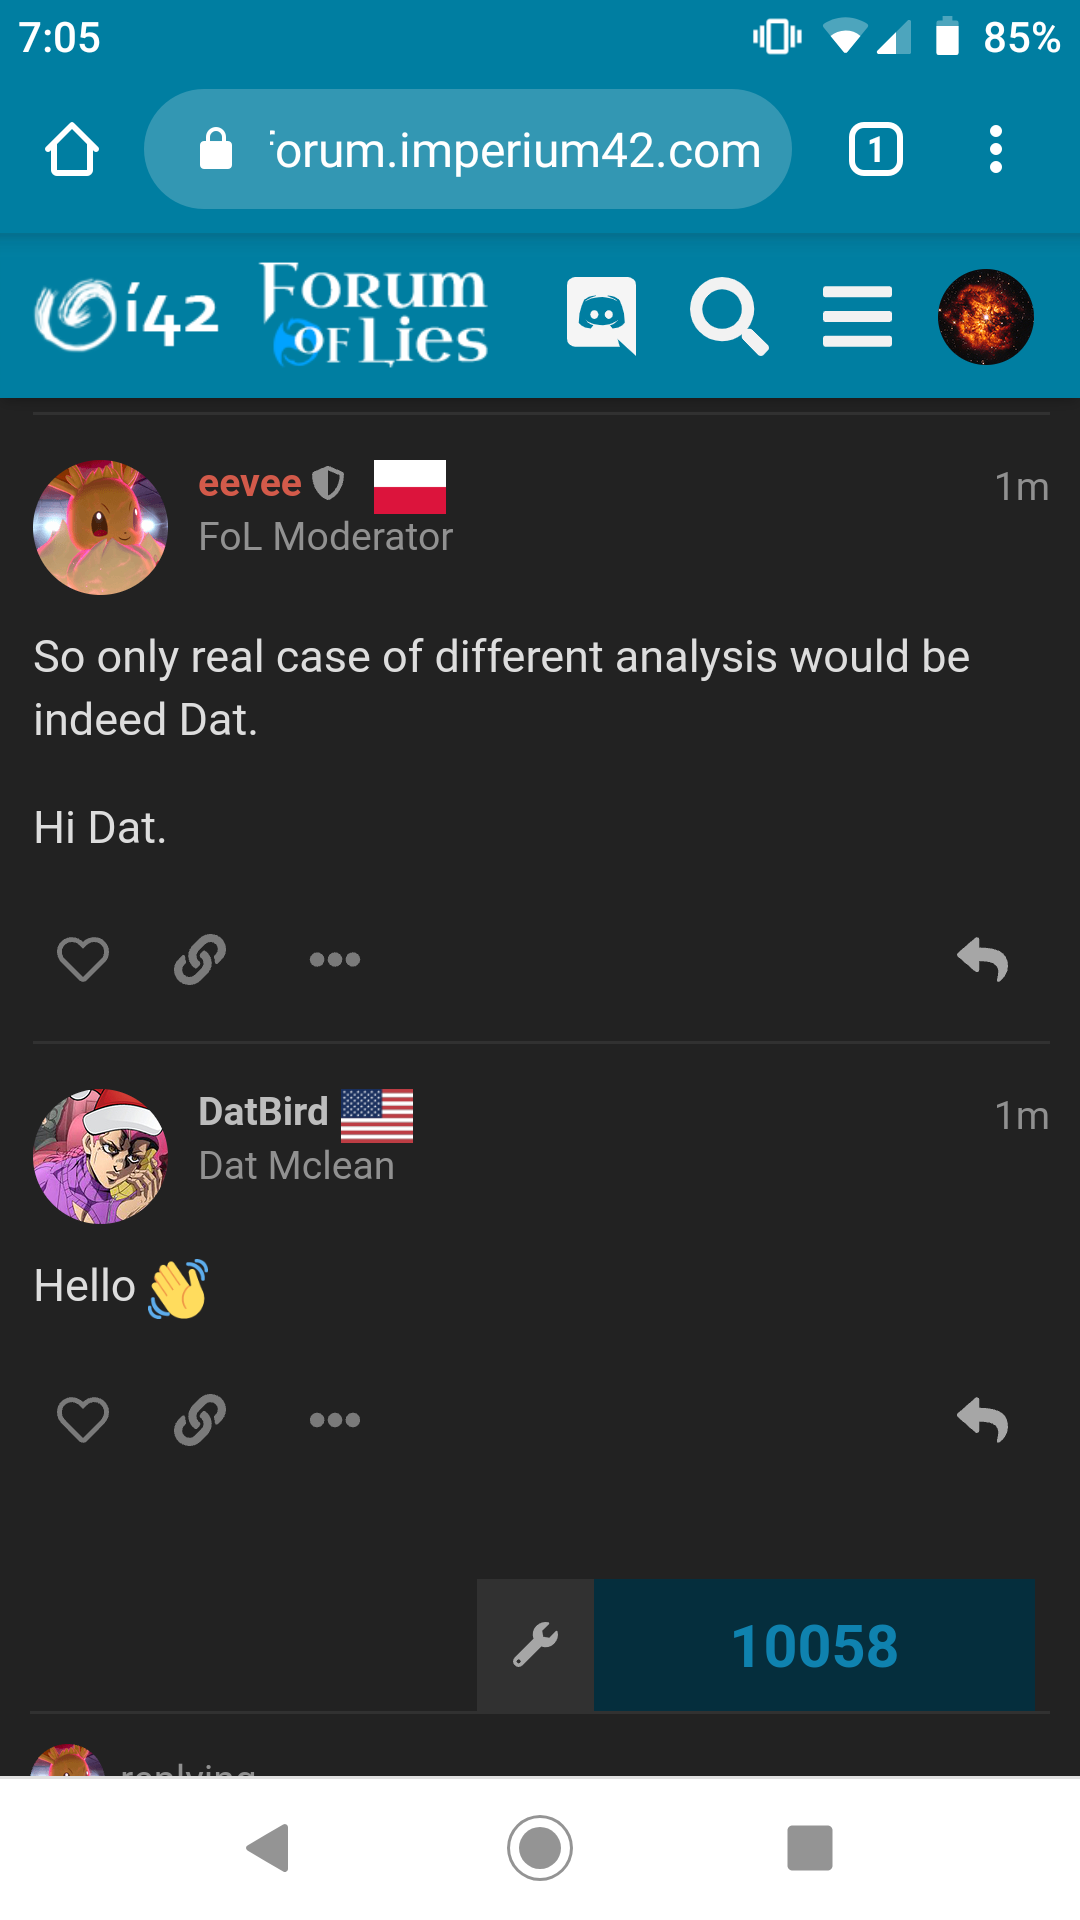 7:05
85%
forum.imperium42.com
1
i42
Forum
of Lies
eevee
1m
FoL Moderator
So only real case of different analysis would be
indeed Dat.
Hi Dat.
DatBird
1m
Dat Mclean
Hello 👋
10058
replying